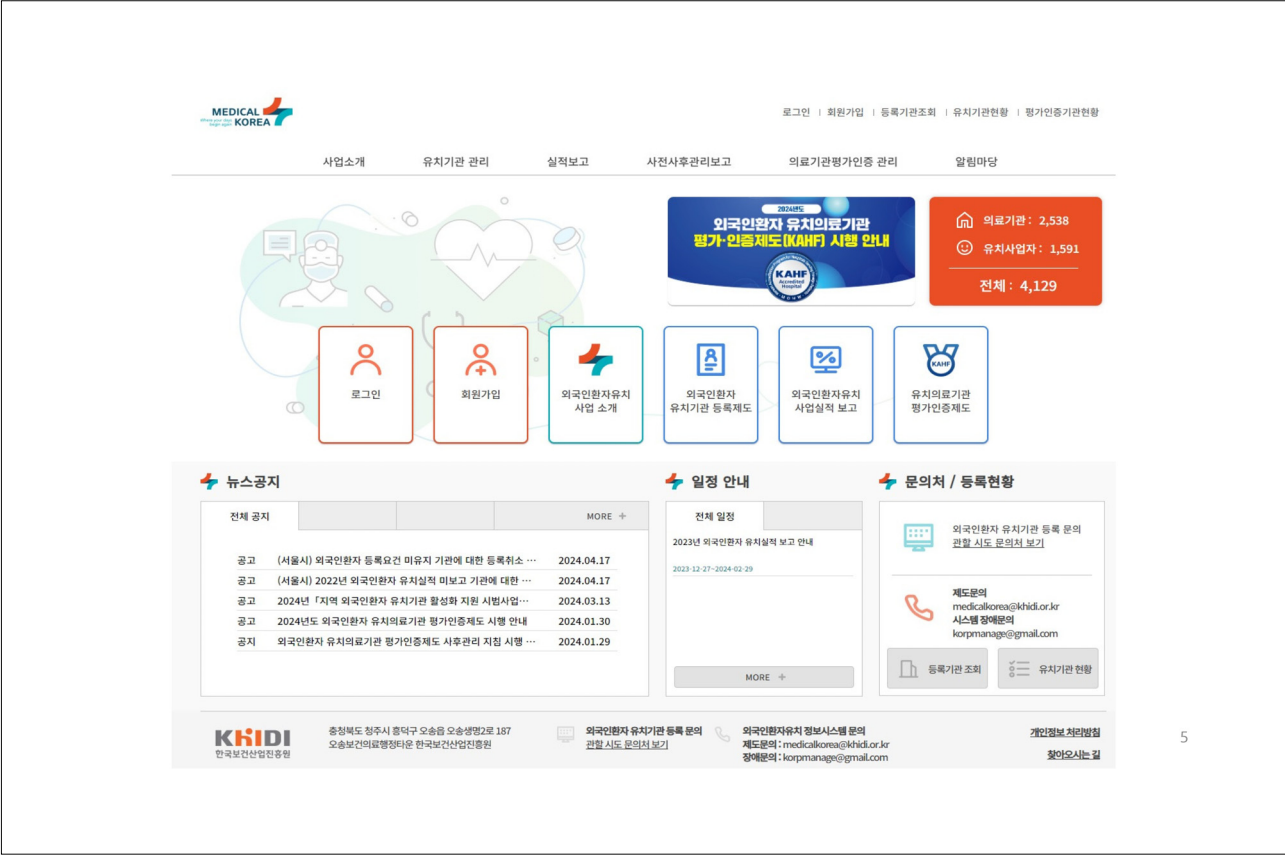 MEDICAL
KOREA
로그인 | 회원가입 | 등록기관조회 | 유치기관현황 | 평가인증기관현황
사업소개 유치기관 관리 실적보고 사전사후관리보고 의료기관평가인증 관리 알림마당
2024년도
외국인환자 유치의료기관
평가·인증제도(KAHF) 시행 안내
KAHF
Accredited
Hospital
의료기관 : 2,538
유치사업자 : 1,591
전체 : 4,129
로그인
회원가입
외국인환자유치
사업 소개
외국인환자
유치기관 등록제도
외국인환자유치
사업실적 보고
KAHF
유치의료기관
평가인증제도
뉴스공지
전체 공지 MORE +
공고 (서울시) 외국인환자 등록요건 미유지 기관에 대한 등록취소 … 2024.04.17
공고 (서울시) 2022년 외국인환자 유치실적 미보고 기관에 대한 … 2024.04.17
공고 2024년 「지역 외국인환자 유치기관 활성화 지원 시범사업… 2024.03.13
공고 2024년도 외국인환자 유치의료기관 평가인증제도 시행 안내 2024.01.30
공지 외국인환자 유치의료기관 평가인증제도 사후관리 지침 시행 … 2024.01.29
일정 안내
전체 일정
2023년 외국인환자 유치실적 보고 안내
2023-12-27~2024-02-29
MORE +
문의처 / 등록현황
외국인환자 유치기관 등록 문의
관할 시도 문의처 보기
제도문의
medicalkorea@khidi.or.kr
시스템 장애문의
korpmanage@gmail.com
등록기관 조회
유치기관 현황
KHIDI
한국보건산업진흥원
충청북도 청주시 흥덕구 오송읍 오송생명2로 187
오송보건의료행정타운 한국보건산업진흥원
외국인환자 유치기관 등록 문의
관할 시도 문의처 보기
외국인환자유치 정보시스템 문의
제도문의 : medicalkorea@khidi.or.kr
장애문의 : korpmanage@gmail.com
개인정보 처리방침
찾아오시는 길
5